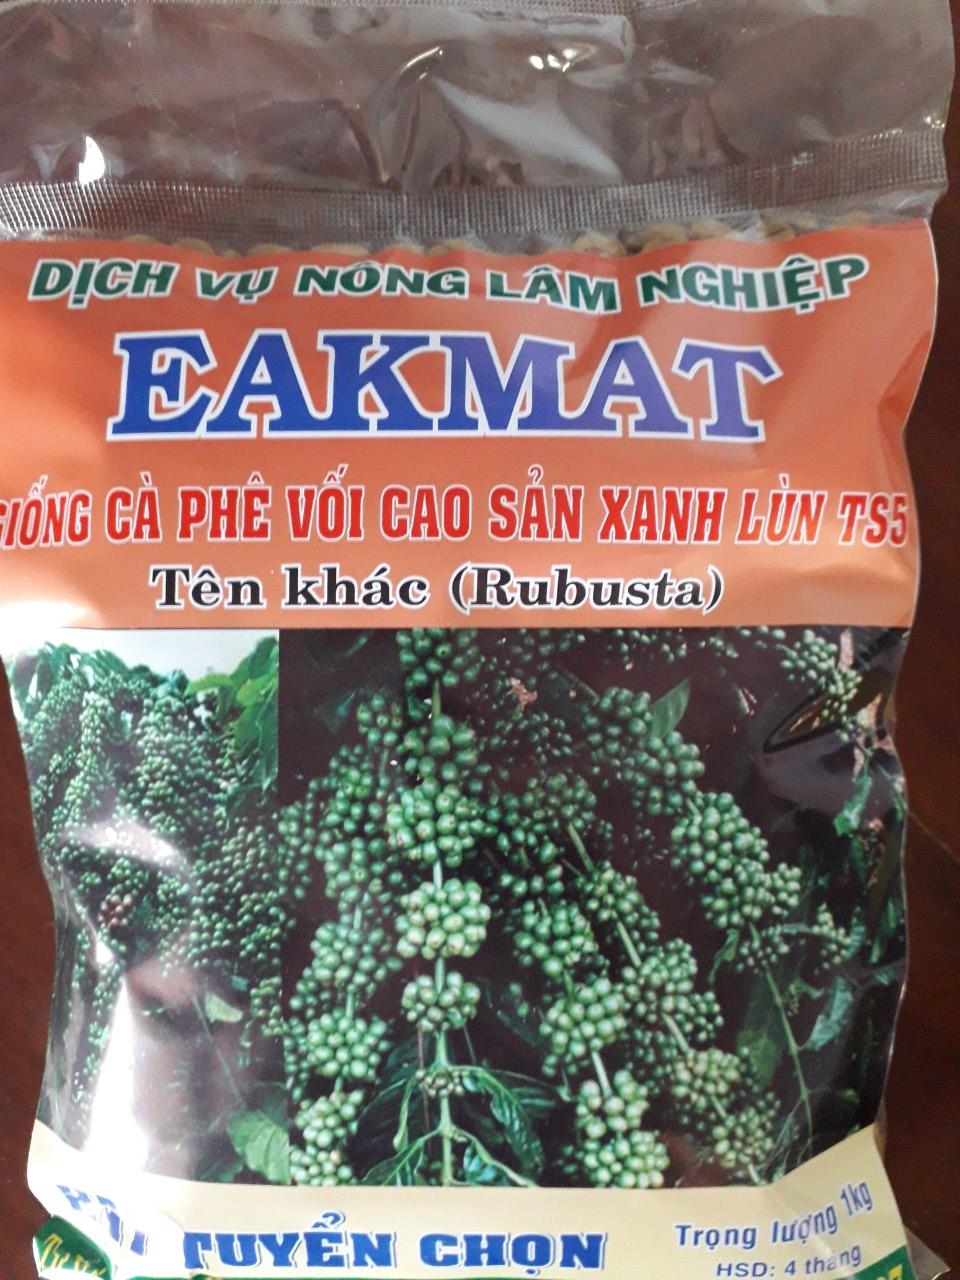 DỊCH VỤ NÔNG LÂM NGHIỆP
EAKMAT
GIỐNG CÀ PHÊ VỐI CAO SẢN XANH LÙN TS5
Tên khác (Rubusta)
TUYỂN CHỌN
Trọng lượng 1kg
HSD: 4 tháng